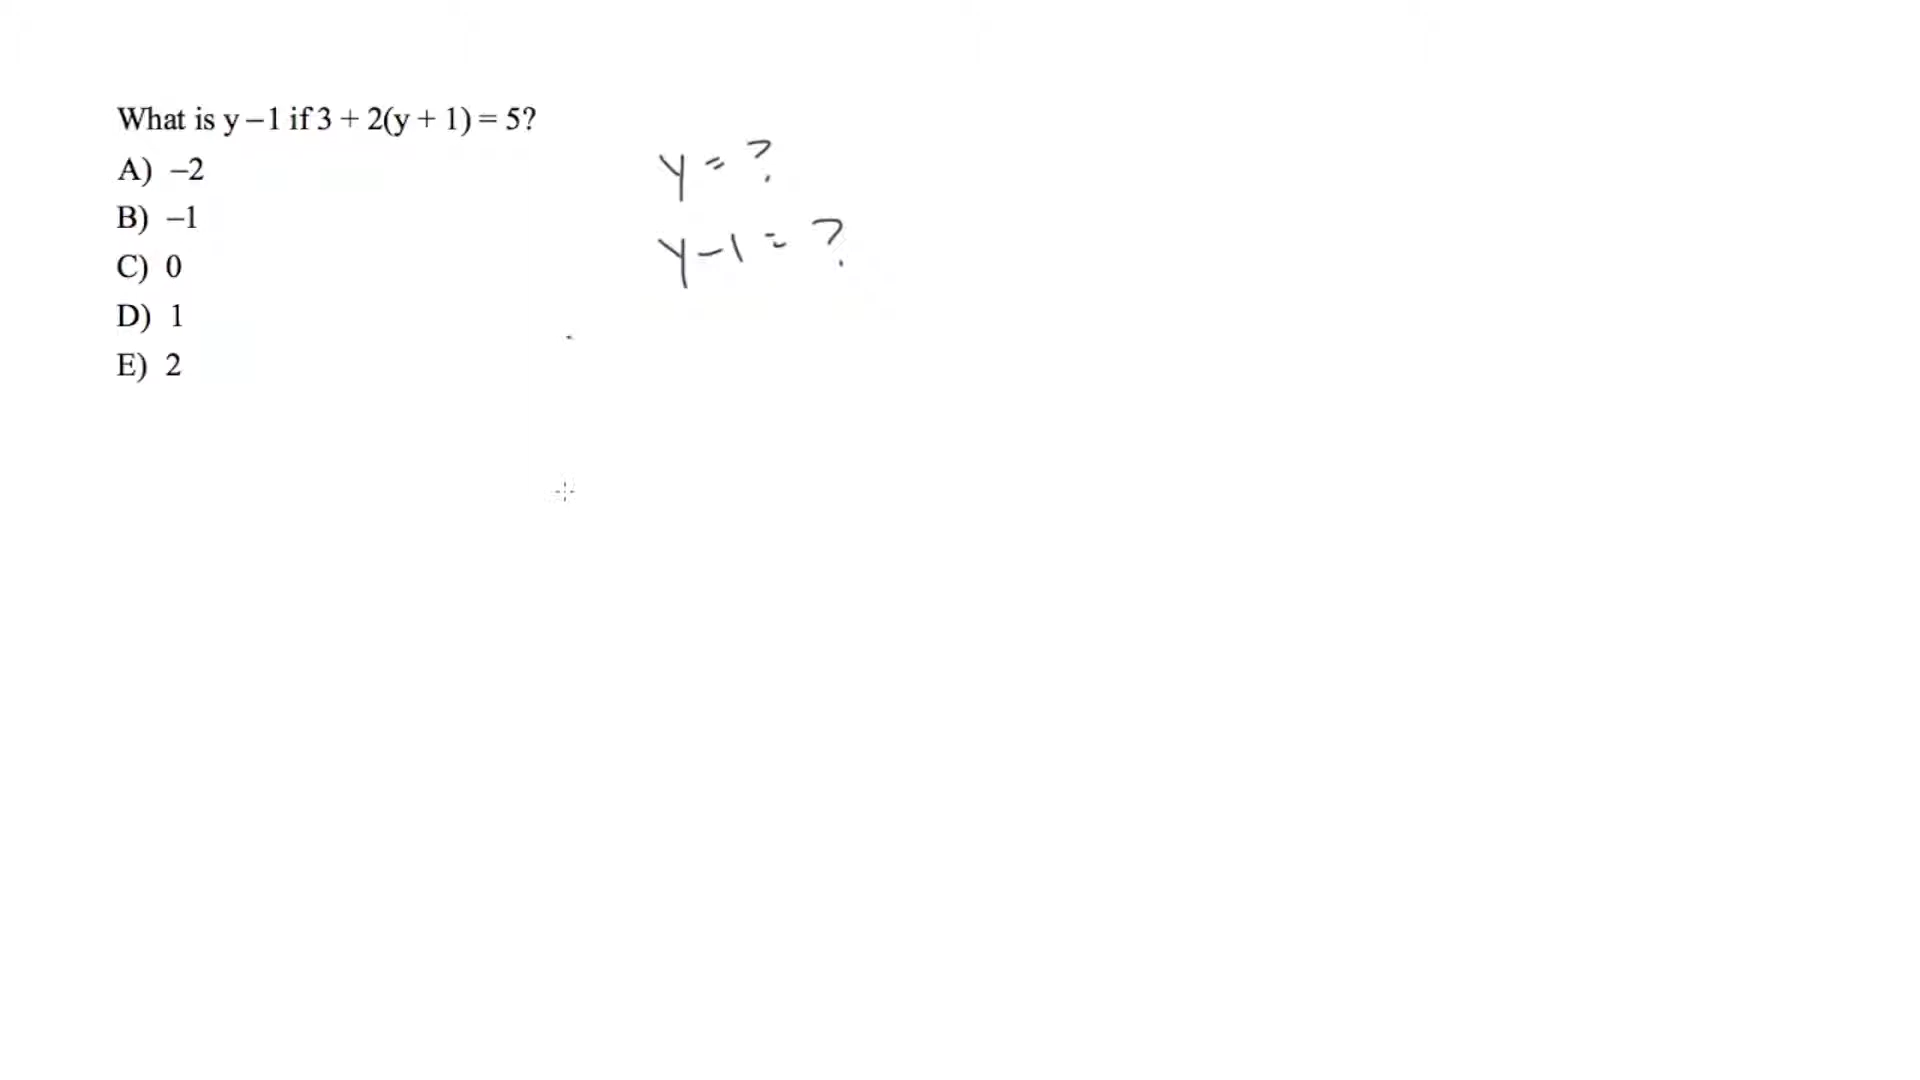 What is y – 1 if 3 + 2(y + 1) = 5?
A) –2
B) –1
C) 0
D) 1
E) 2
y = ?
y - 1 = ?